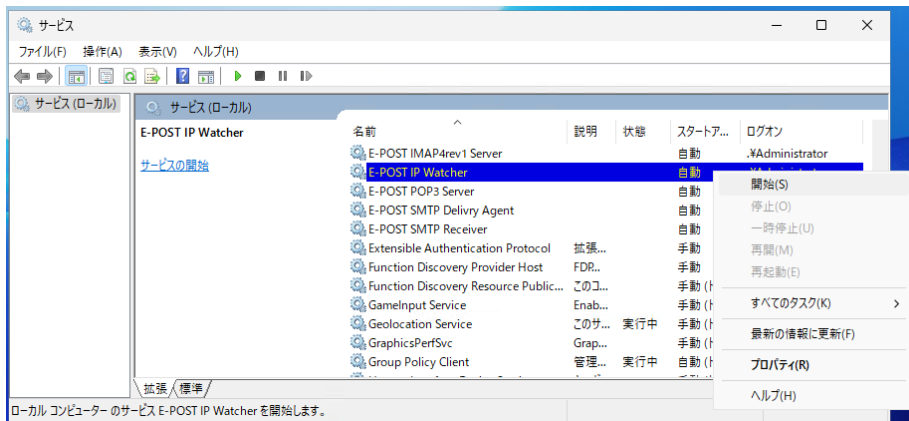 サービス
ファイル(F) 操作(A) 表示(V) ヘルプ(H)
サービス (ローカル)
サービス (ローカル)
E-POST IP Watcher
サービスの開始
名前 説明 状態 スタートア... ログオン
E-POST IMAP4rev1 Server 自動 .¥Administrator
E-POST IP Watcher 自動
E-POST POP3 Server 自動
E-POST SMTP Delivry Agent 自動
E-POST SMTP Receiver 自動
Extensible Authentication Protocol 拡張... 手動
Function Discovery Provider Host FDP... 手動
Function Discovery Resource Public... このコ... 手動 (ト
GameInput Service Enab... 手動
Geolocation Service このサ... 実行中 手動 (ト
GraphicsPerfSvc Grap... 手動 (ト
Group Policy Client 管理... 実行中 自動 (ト
開始(S)
停止(O)
一時停止(U)
再開(M)
再起動(E)
すべてのタスク(K)
最新の情報に更新(F)
プロパティ(R)
ヘルプ(H)
拡張 標準
ローカル コンピューター のサービス E-POST IP Watcher を開始します。